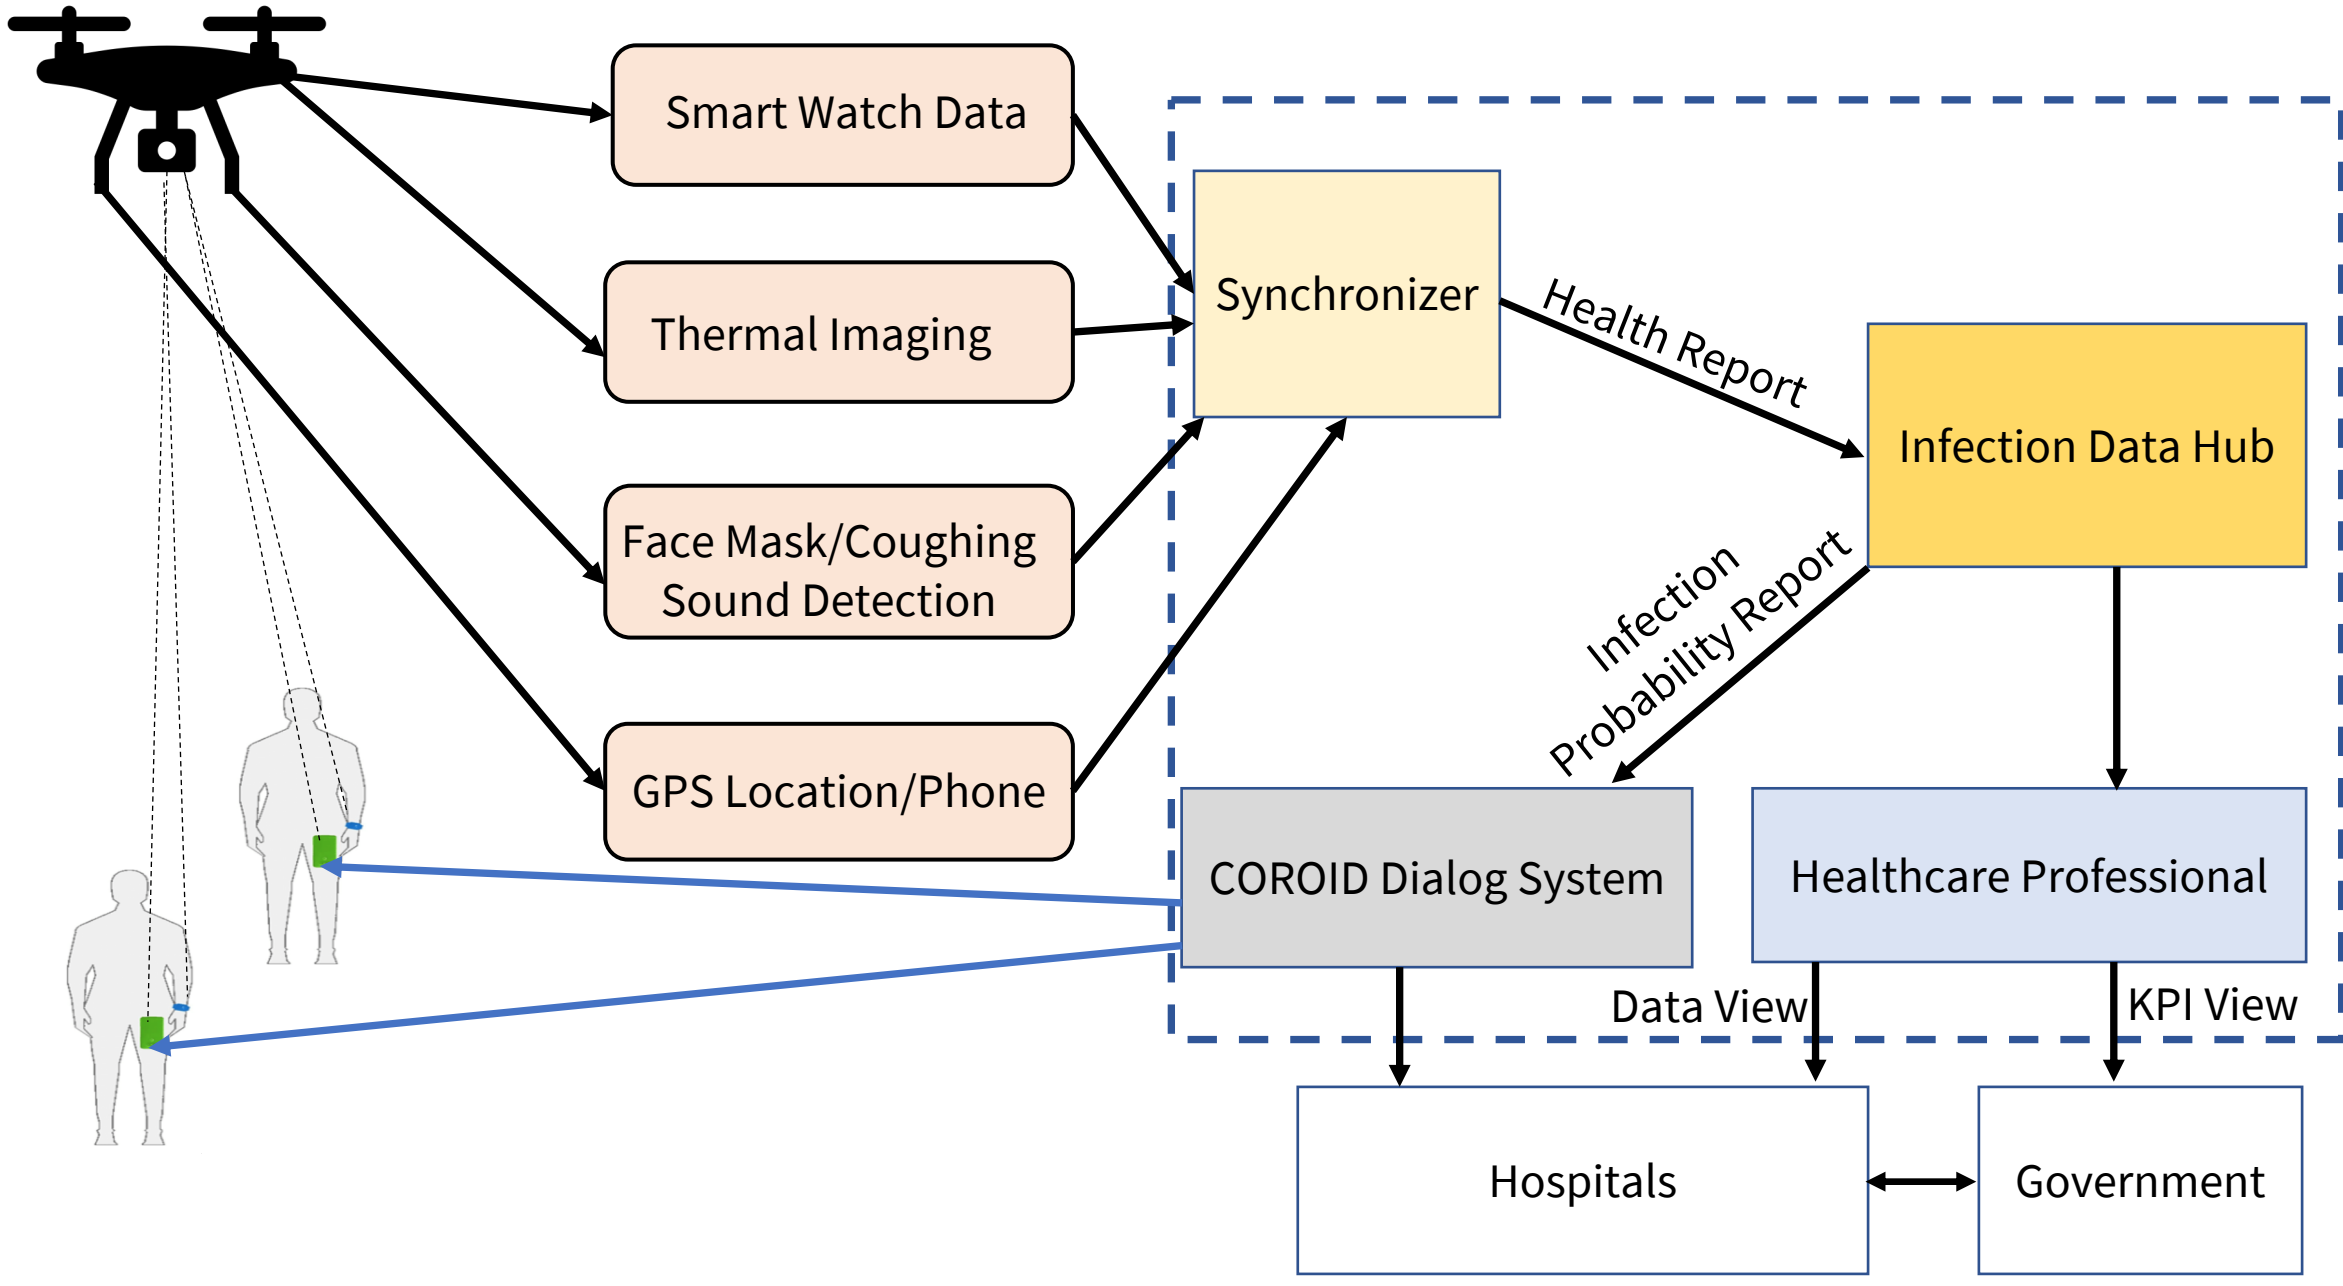 Smart Watch Data
Thermal Imaging
Face Mask/Coughing
Sound Detection
GPS Location/Phone
Synchronizer
Health Report
Infection Data Hub
Infection
Probability Report
COROID Dialog System
Healthcare Professional
Data View
KPI View
Hospitals
Government